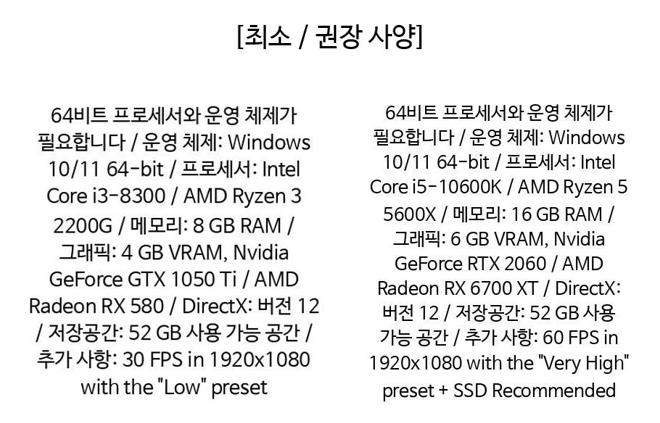 [최소 / 권장 사양]
64비트 프로세서와 운영 체제가
필요합니다 / 운영 체제: Windows
10/11 64-bit / 프로세서: Intel
Core i3-8300 / AMD Ryzen 3
2200G / 메모리: 8 GB RAM /
그래픽: 4 GB VRAM, Nvidia
GeForce GTX 1050 Ti / AMD
Radeon RX 580 / DirectX: 버전 12
/ 저장공간: 52 GB 사용 가능 공간 /
추가 사항: 30 FPS in 1920x1080
with the "Low" preset
64비트 프로세서와 운영 체제가
필요합니다 / 운영 체제: Windows
10/11 64-bit / 프로세서: Intel
Core i5-10600K / AMD Ryzen 5
5600X / 메모리: 16 GB RAM /
그래픽: 6 GB VRAM, Nvidia
GeForce RTX 2060 / AMD
Radeon RX 6700 XT / DirectX:
버전 12 / 저장공간: 52 GB 사용
가능 공간 / 추가 사항: 60 FPS in
1920x1080 with the "Very High"
preset + SSD Recommended